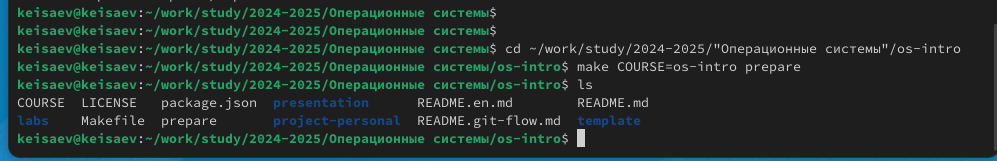 keisaev@keisaev:~/work/study/2024-2025/Операционные системы$
keisaev@keisaev:~/work/study/2024-2025/Операционные системы$
keisaev@keisaev:~/work/study/2024-2025/Операционные системы$ cd ~/work/study/2024-2025/"Операционные системы"/os-intro
keisaev@keisaev:~/work/study/2024-2025/Операционные системы/os-intro$ make COURSE=os-intro prepare
keisaev@keisaev:~/work/study/2024-2025/Операционные системы/os-intro$ ls
COURSE  LICENSE   package.json  presentation      README.en.md        README.md
labs    Makefile  prepare       project-personal  README.git-flow.md  template
keisaev@keisaev:~/work/study/2024-2025/Операционные системы/os-intro$